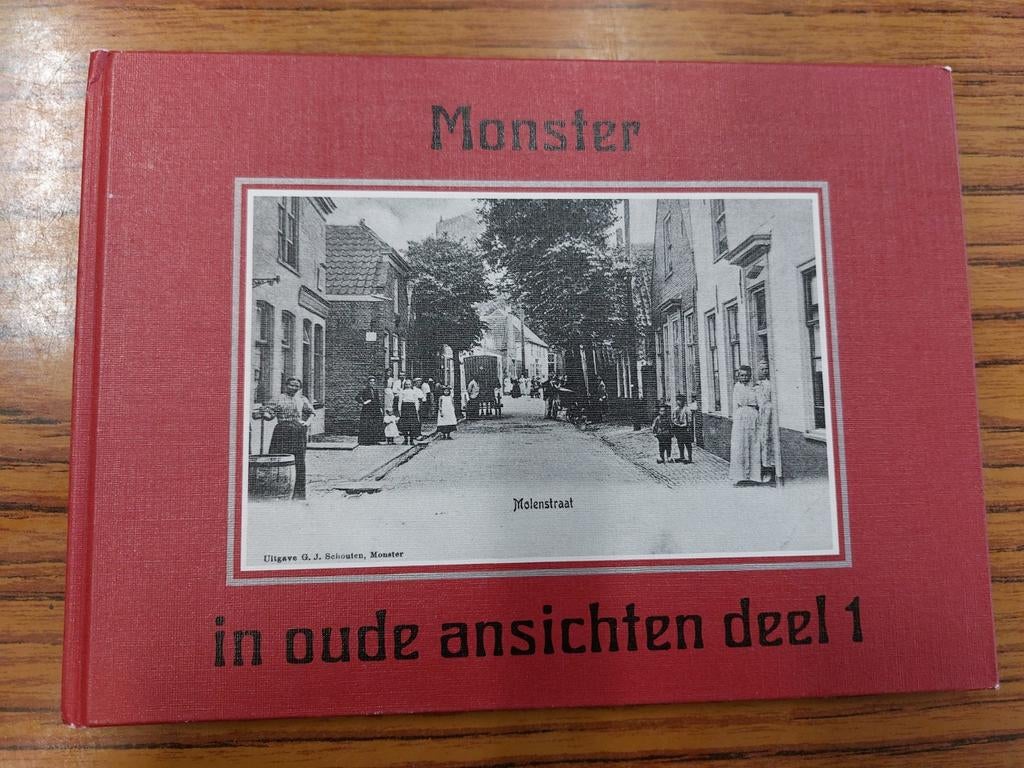 Monster
Molenstraat
Uitgave G. J. Schouten, Monster
in oude ansichten deel 1